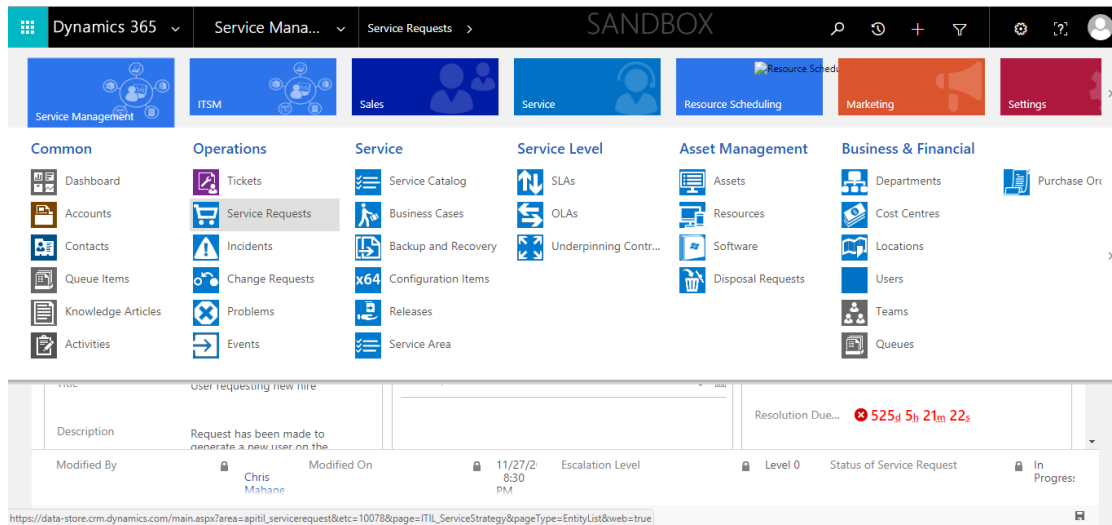 Dynamics 365
Service Mana...
Service Requests >
SANDBOX
Service Management
ITSM
Sales
Service
Resource Schedu
Resource Scheduling
Marketing
Settings
Common
Operations
Service
Service Level
Asset Management
Business & Financial
Dashboard
Tickets
Service Catalog
SLAs
Assets
Departments
Purchase Or
Accounts
Service Requests
Business Cases
OLAs
Resources
Cost Centres
Contacts
Incidents
Backup and Recovery
Underpinning Contr...
Software
Locations
Queue Items
Change Requests
x64
Configuration Items
Disposal Requests
Users
Knowledge Articles
Problems
Releases
Teams
Activities
Events
Service Area
Queues
Title
User requesting new hire
Resolution Due...
525d 5h 21m 22s
Description
Request has been made to
generate a new user on the
Modified By
Chris
Mahane
Modified On
11/27/2
8:30
PM
Escalation Level
Level 0
Status of Service Request
In
Progress
https://data-store.crm.dynamics.com/main.aspx?area=apitil_servicerequest&etc=10078&page=ITIL_ServiceStrategy&pageType=EntityList&web=true